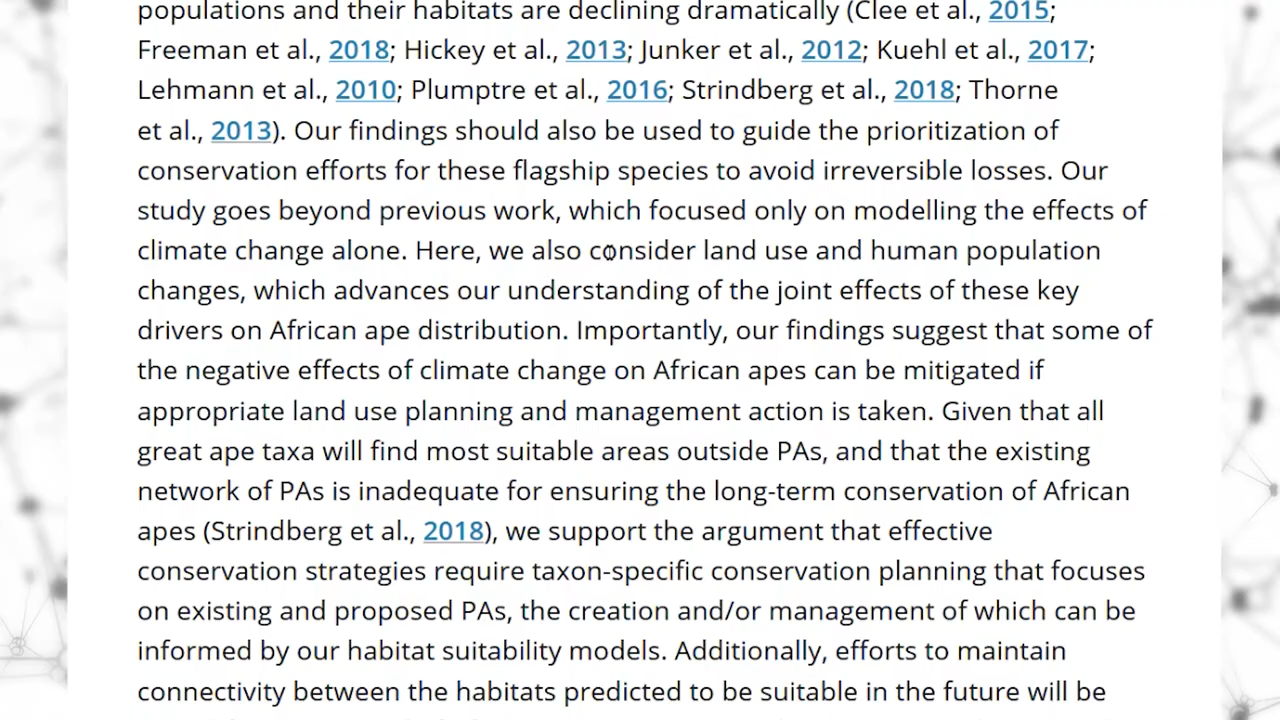 populations and their habitats are declining dramatically (Clee et al., 2015;
Freeman et al., 2018; Hickey et al., 2013; Junker et al., 2012; Kuehl et al., 2017;
Lehmann et al., 2010; Plumptre et al., 2016; Strindberg et al., 2018; Thorne
et al., 2013). Our findings should also be used to guide the prioritization of
conservation efforts for these flagship species to avoid irreversible losses. Our
study goes beyond previous work, which focused only on modelling the effects of
climate change alone. Here, we also consider land use and human population
changes, which advances our understanding of the joint effects of these key
drivers on African ape distribution. Importantly, our findings suggest that some of
the negative effects of climate change on African apes can be mitigated if
appropriate land use planning and management action is taken. Given that all
great ape taxa will find most suitable areas outside PAs, and that the existing
network of PAs is inadequate for ensuring the long-term conservation of African
apes (Strindberg et al., 2018), we support the argument that effective
conservation strategies require taxon-specific conservation planning that focuses
on existing and proposed PAs, the creation and/or management of which can be
informed by our habitat suitability models. Additionally, efforts to maintain
connectivity between the habitats predicted to be suitable in the future will be